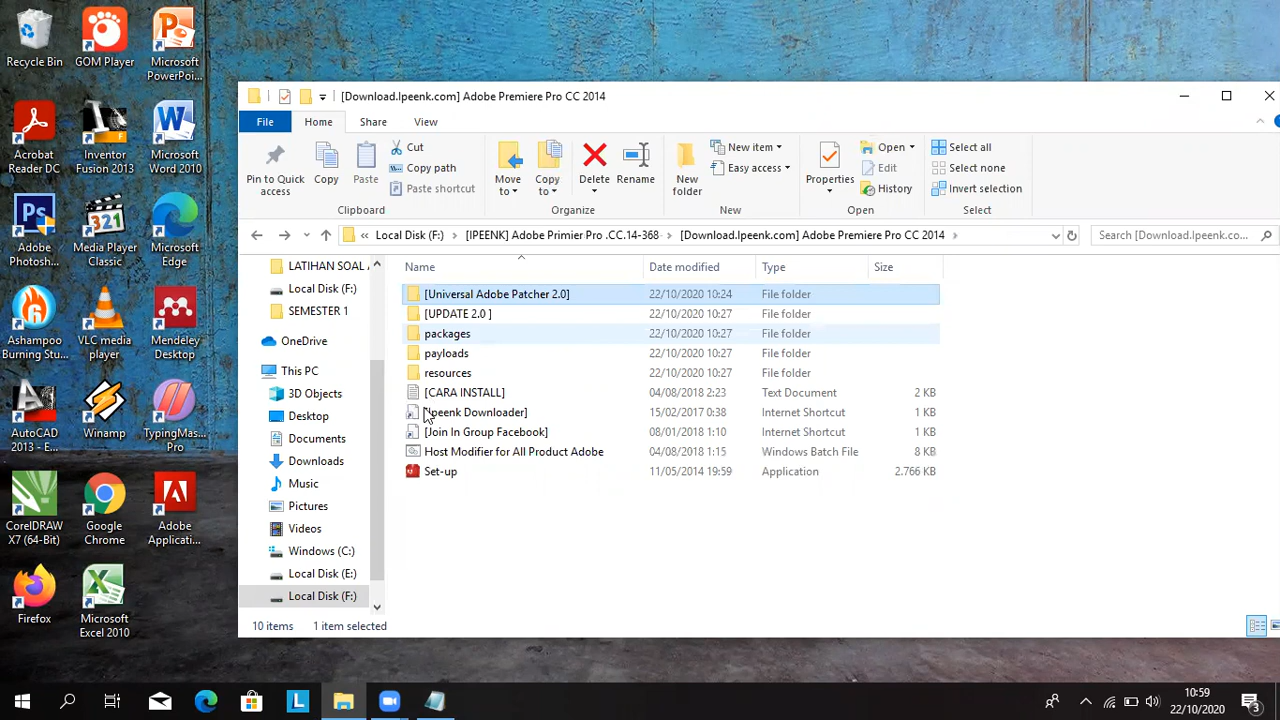 Recycle Bin
GOM Player
Microsoft PowerPoi...
Acrobat Reader DC
Inventor Fusion 2013
Microsoft Word 2010
Adobe Photosh...
Media Player Classic
Microsoft Edge
Ashampoo Burning Stu...
VLC media player
Mendeley Desktop
AutoCAD 2013 - E...
Winamp
TypingMas... Pro
CorelDRAW X7 (64-Bit)
Google Chrome
Adobe Applicati...
Firefox
Microsoft Excel 2010
[Download.Ipeenk.com] Adobe Premiere Pro CC 2014
File Home Share View
Pin to Quick access
Copy
Paste
Cut
Copy path
Paste shortcut
Clipboard
Move to
Copy to
Delete
Rename
Organize
New folder
New item
Easy access
New
Properties
Open
Edit
History
Open
Select all
Select none
Invert selection
Select
« Local Disk (F:) > [IPEENK] Adobe Primier Pro .CC.14-368 > [Download.Ipeenk.com] Adobe Premiere Pro CC 2014 >
Search [Download.Ipeenk.co...
LATIHAN SOAL A
Local Disk (F:)
SEMESTER 1
OneDrive
This PC
3D Objects
Desktop
Documents
Downloads
Music
Pictures
Videos
Windows (C:)
Local Disk (E:)
Local Disk (F:)
Name Date modified Type Size
[Universal Adobe Patcher 2.0] 22/10/2020 10:24 File folder
[UPDATE 2.0 ] 22/10/2020 10:27 File folder
packages 22/10/2020 10:27 File folder
payloads 22/10/2020 10:27 File folder
resources 22/10/2020 10:27 File folder
[CARA INSTALL] 04/08/2018 2:23 Text Document 2 KB
[Ipeenk Downloader] 15/02/2017 0:38 Internet Shortcut 1 KB
[Join In Group Facebook] 08/01/2018 1:10 Internet Shortcut 1 KB
Host Modifier for All Product Adobe 04/08/2018 1:15 Windows Batch File 8 KB
Set-up 11/05/2014 19:59 Application 2.766 KB
10 items 1 item selected
10:59
22/10/2020
3